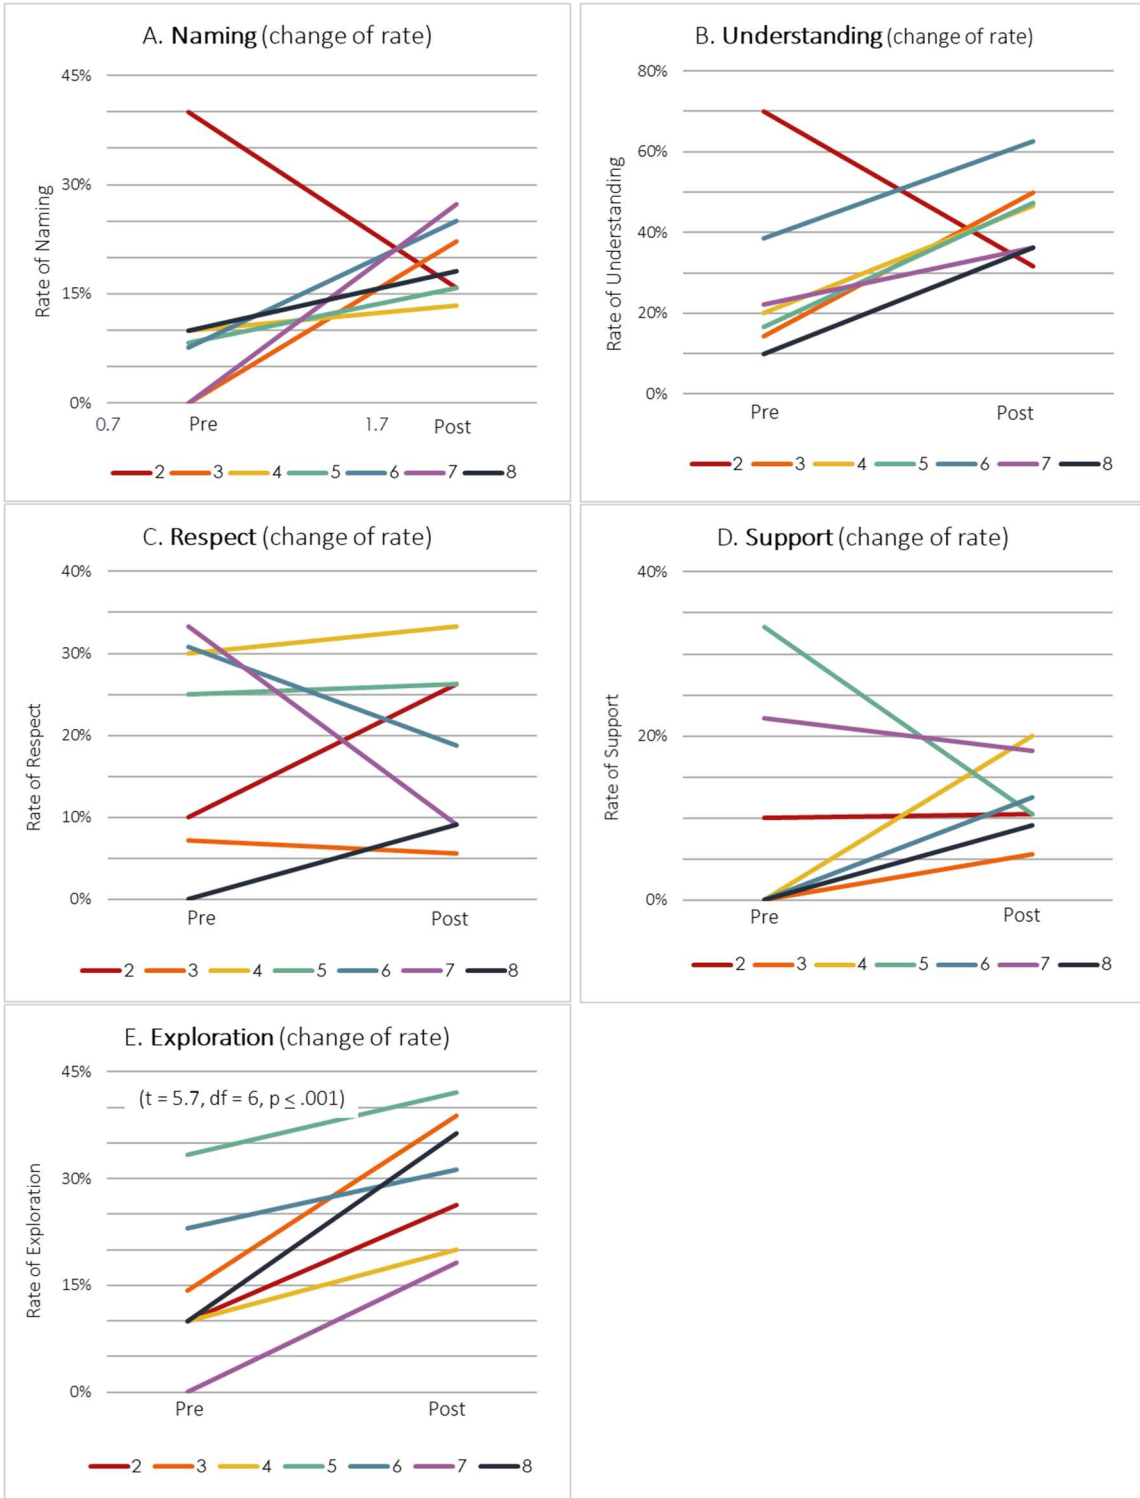 A. Naming (change of rate)
45%
30%
15%
0%
Rate of Naming
0.7 Pre 1.7 Post
2 3 4 5 6 7 8
B. Understanding (change of rate)
80%
60%
40%
20%
0%
Rate of Understanding
Pre Post
2 3 4 5 6 7 8
C. Respect (change of rate)
40%
30%
20%
10%
0%
Rate of Respect
Pre Post
2 3 4 5 6 7 8
D. Support (change of rate)
40%
20%
0%
Rate of Support
Pre Post
2 3 4 5 6 7 8
E. Exploration (change of rate)
45%
(t = 5.7, df = 6, p ≤ .001)
30%
15%
0%
Rate of Exploration
Pre Post
2 3 4 5 6 7 8